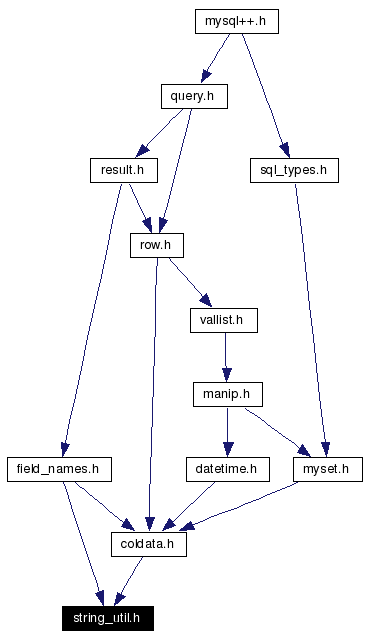 mysql++.h
query.h
result.h
sql_types.h
row.h
vallist.h
manip.h
field_names.h
datetime.h
myset.h
coldata.h
string_util.h